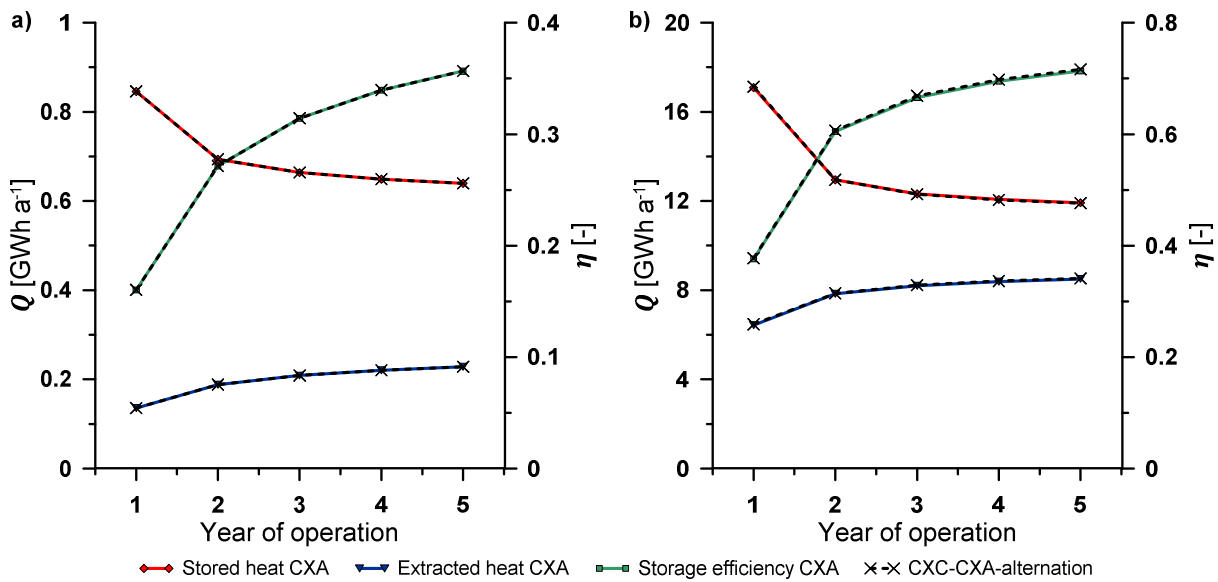 a)
1
0.8
0.6
0.4
0.2
0
Q [GWh a⁻¹]
0.4
0.3
0.2
0.1
0
η [-]
1 2 3 4 5
Year of operation
b)
20
16
12
8
4
0
Q [GWh a⁻¹]
0.8
0.6
0.4
0.2
0
η [-]
1 2 3 4 5
Year of operation
Stored heat CXA Extracted heat CXA Storage efficiency CXA CXC-CXA-alternation